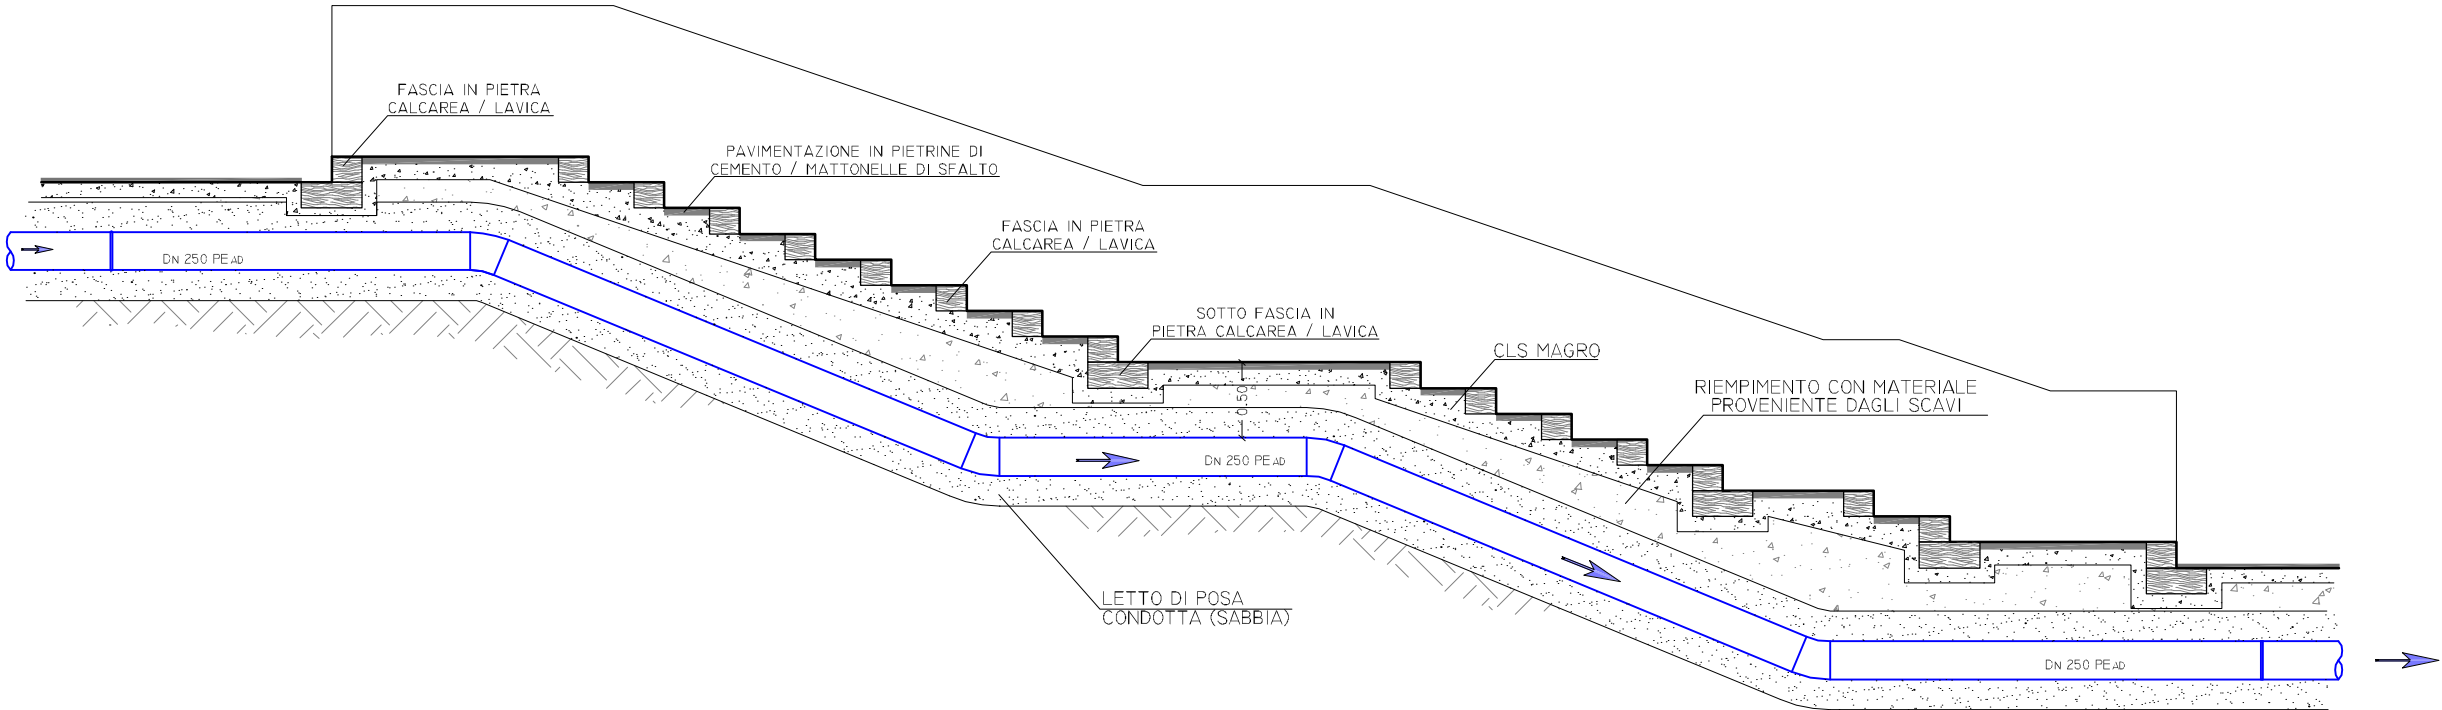 FASCIA IN PIETRA
CALCAREA / LAVICA
PAVIMENTAZIONE IN PIETRINE DI
CEMENTO / MATTONELLE DI SFALTO
FASCIA IN PIETRA
CALCAREA / LAVICA
DN 250 PEAD
SOTTO FASCIA IN
PIETRA CALCAREA / LAVICA
CLS MAGRO
RIEMPIMENTO CON MATERIALE
PROVENIENTE DAGLI SCAVI
0.50
DN 250 PEAD
LETTO DI POSA
CONDOTTA (SABBIA)
DN 250 PEAD